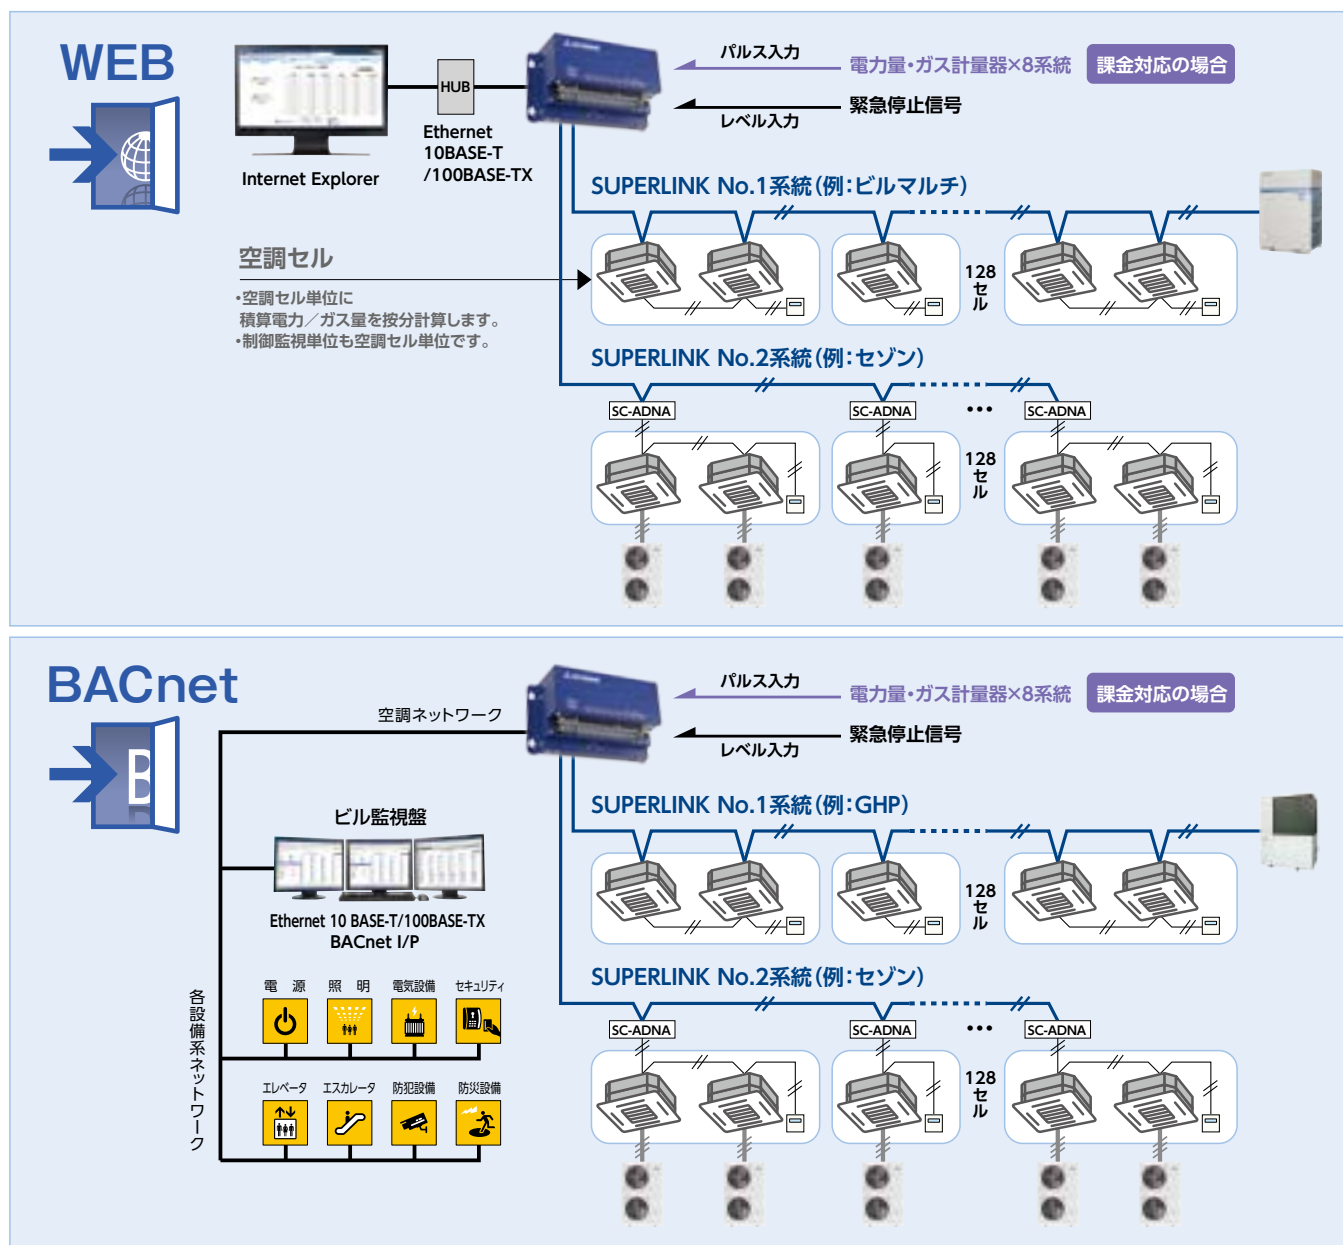 WEB
Internet Explorer
HUB
Ethernet
10BASE-T
/100BASE-TX
パルス入力
電力量・ガス計量器×8系統
課金対応の場合
レベル入力
緊急停止信号
SUPERLINK No.1系統(例:ビルマルチ)
空調セル
・空調セル単位に
積算電力／ガス量を按分計算します。
・制御監視単位も空調セル単位です。
128
セル
SUPERLINK No.2系統(例:セゾン)
SC-ADNA
SC-ADNA
•••
SC-ADNA
128
セル
BACnet
B
空調ネットワーク
パルス入力
電力量・ガス計量器×8系統
課金対応の場合
レベル入力
緊急停止信号
ビル監視盤
Ethernet 10 BASE-T/100BASE-TX
BACnet I/P
各設備系ネットワーク
電 源
照 明
電気設備
セキュリティ
エレベータ
エスカレータ
防犯設備
防災設備
SUPERLINK No.1系統(例:GHP)
128
セル
SUPERLINK No.2系統(例:セゾン)
SC-ADNA
SC-ADNA
•••
SC-ADNA
128
セル